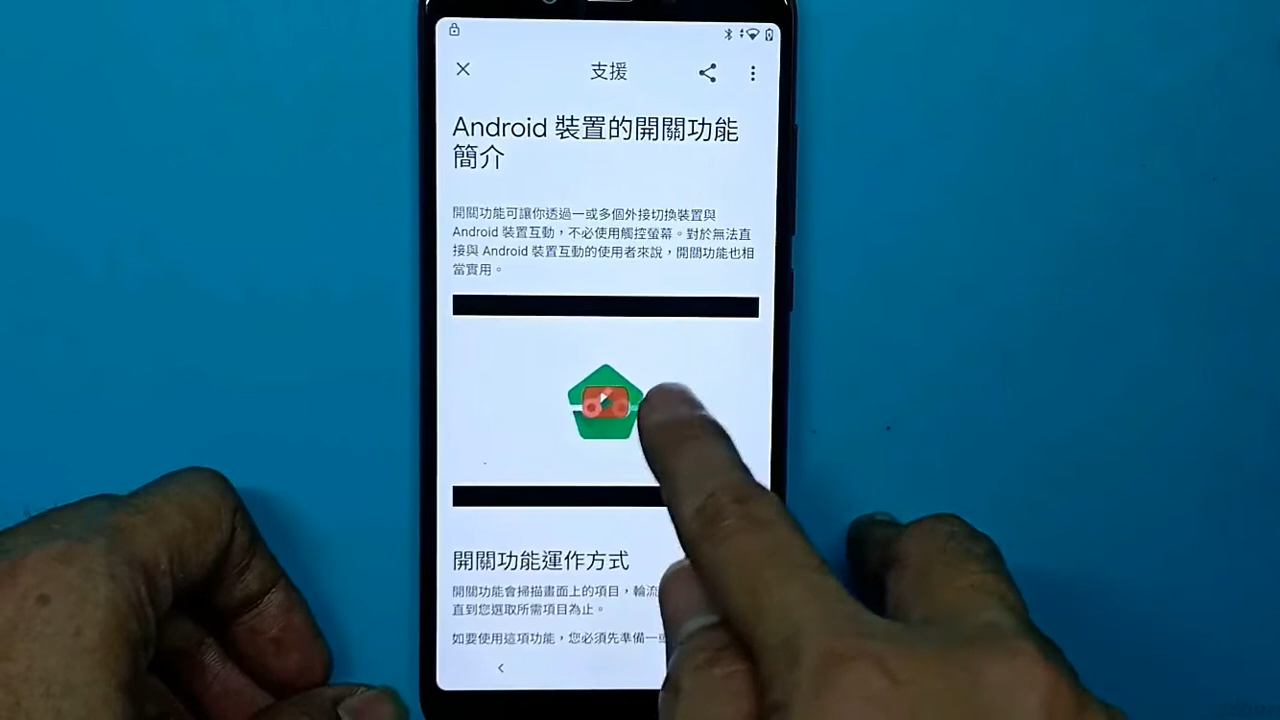 支援
Android 裝置的開關功能
簡介
開關功能可讓你透過一或多個外接切換裝置與
Android 裝置互動，不必使用觸控螢幕。對於無法直
接與 Android 裝置互動的使用者來說，開關功能也相
當實用。
開關功能運作方式
開關功能會掃描畫面上的項目，輪流
直到您選取所需項目為止。
如要使用這項功能，您必須先準備一或